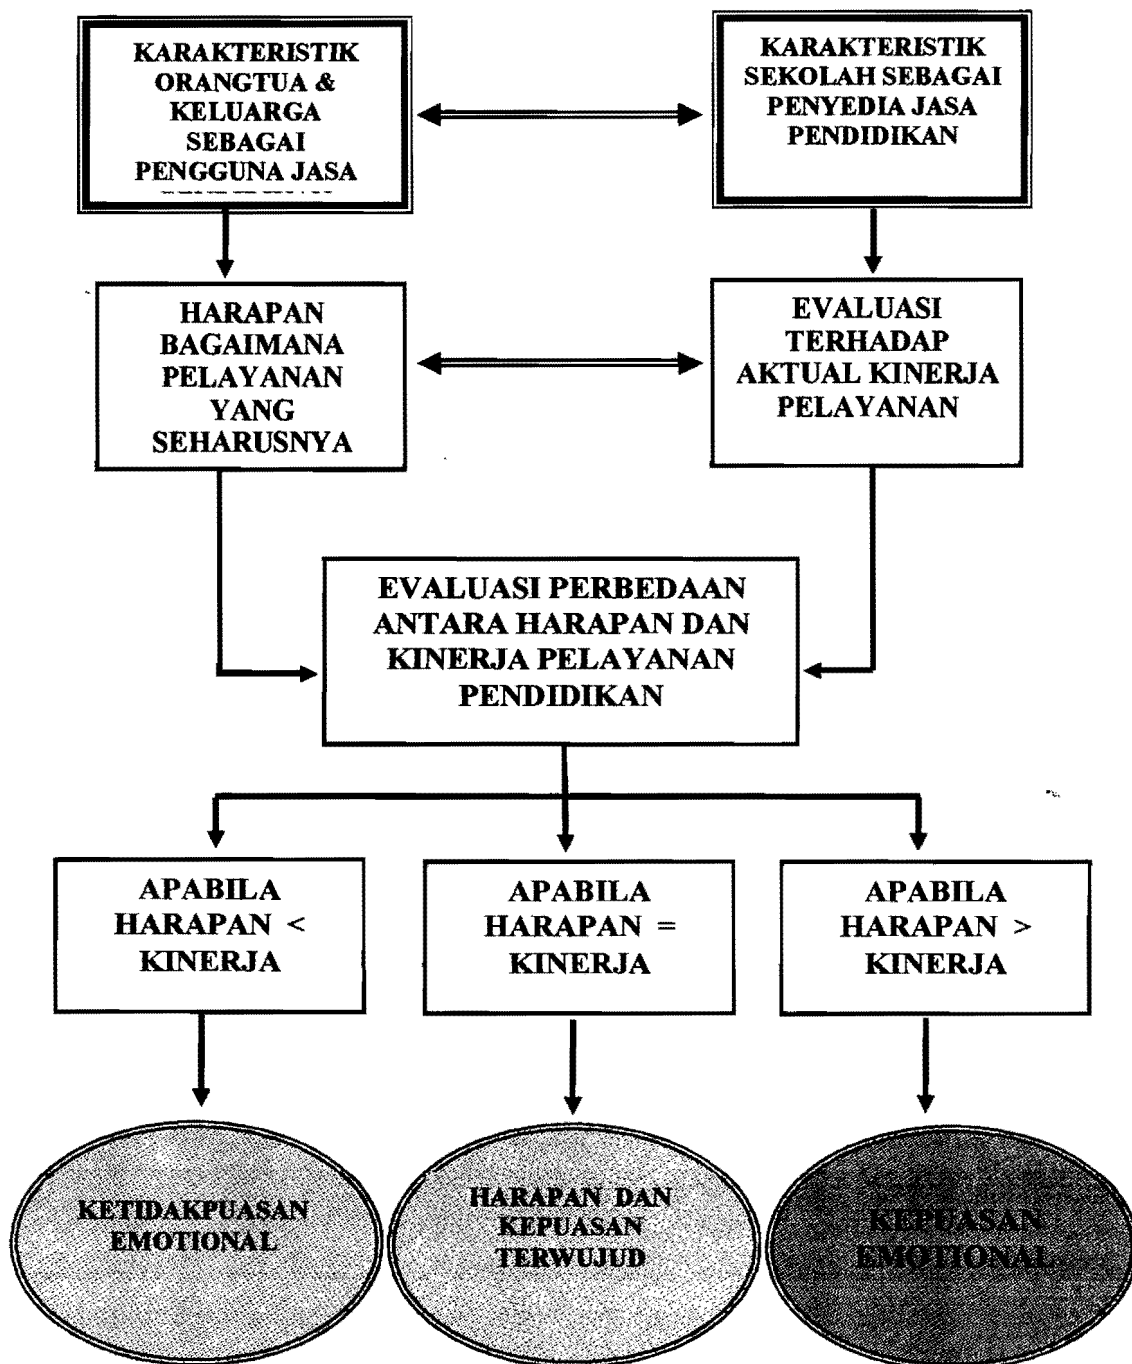 KARAKTERISTIK
ORANGTUA &
KELUARGA
SEBAGAI
PENGGUNA JASA
KARAKTERISTIK
SEKOLAH SEBAGAI
PENYEDIA JASA
PENDIDIKAN
HARAPAN
BAGAIMANA
PELAYANAN
YANG
SEHARUSNYA
EVALUASI
TERHADAP
AKTUAL KINERJA
PELAYANAN
EVALUASI PERBEDAAN
ANTARA HARAPAN DAN
KINERJA PELAYANAN
PENDIDIKAN
APABILA
HARAPAN <
KINERJA
APABILA
HARAPAN =
KINERJA
APABILA
HARAPAN >
KINERJA
KETIDAKPUASAN
EMOTIONAL
HARAPAN DAN
KEPUASAN
TERWUJUD
KEPUASAN
EMOTIONAL